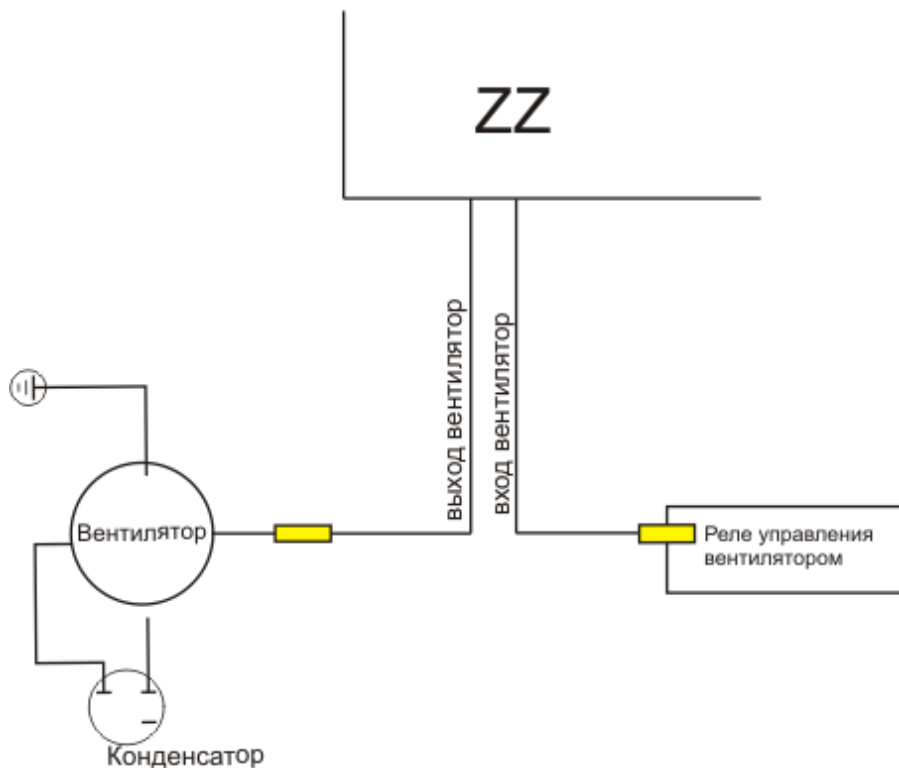 ZZ
выход вентилятор
вход вентилятор
Вентилятор
Реле управления
вентилятором
Конденсатор